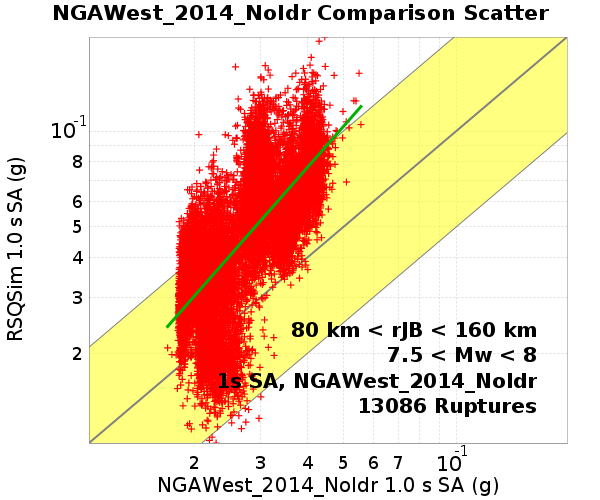 NGAWest_2014_NoIdr Comparison Scatter
RSQSim 1.0 s SA (g)
10-1
8
6
5
4
3
2
80 km < rJB < 160 km
7.5 < Mw < 8
1s SA, NGAWest_2014_NoIdr
13086 Ruptures
2 3 4 5 6 7 10-1
NGAWest_2014_NoIdr 1.0 s SA (g)